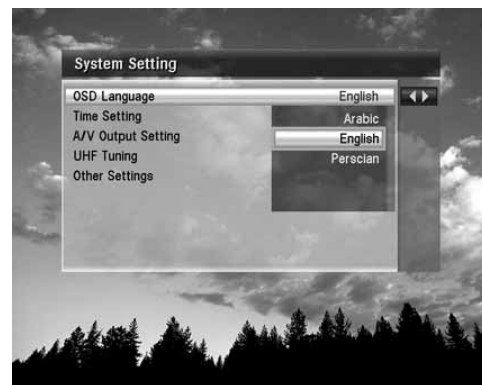 System Setting
OSD Language English
Time Setting Arabic
A/V Output Setting English
UHF Tuning Perscian
Other Settings